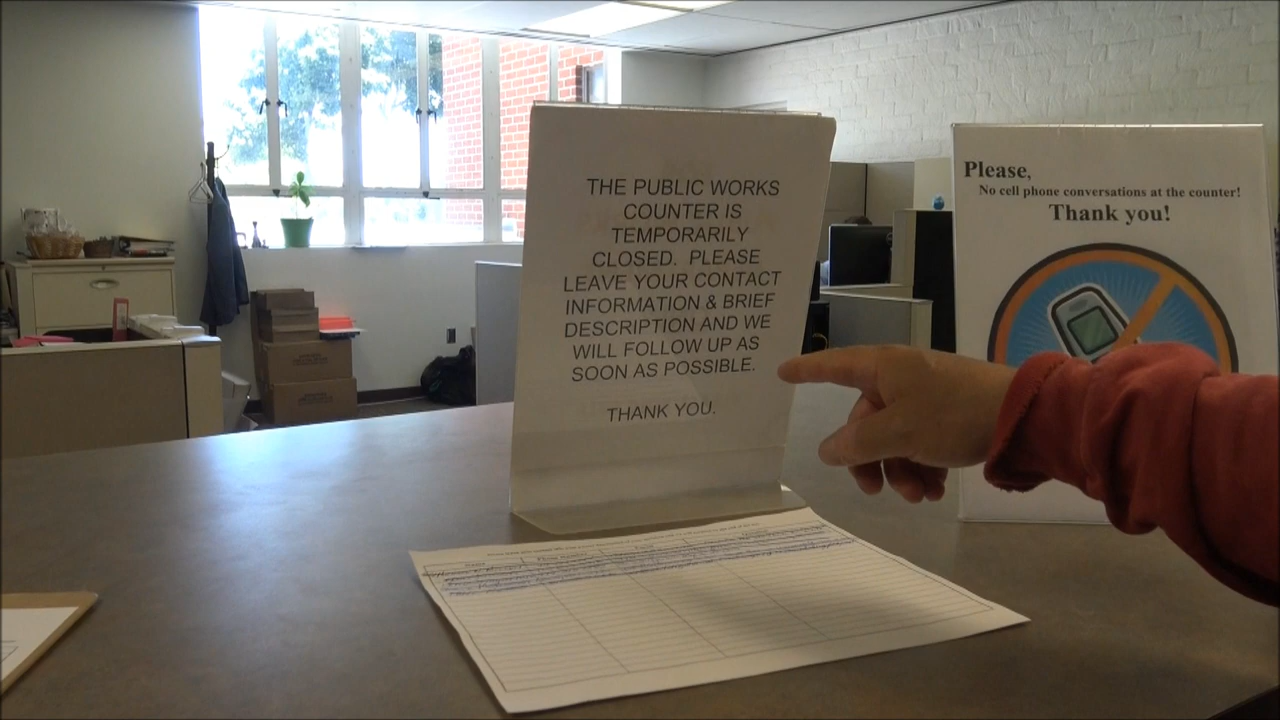 THE PUBLIC WORKS
COUNTER IS
TEMPORARILY
CLOSED. PLEASE
LEAVE YOUR CONTACT
INFORMATION & BRIEF
DESCRIPTION AND WE
WILL FOLLOW UP AS
SOON AS POSSIBLE.
THANK YOU.
Please,
No cell phone conversations at the counter!
Thank you!